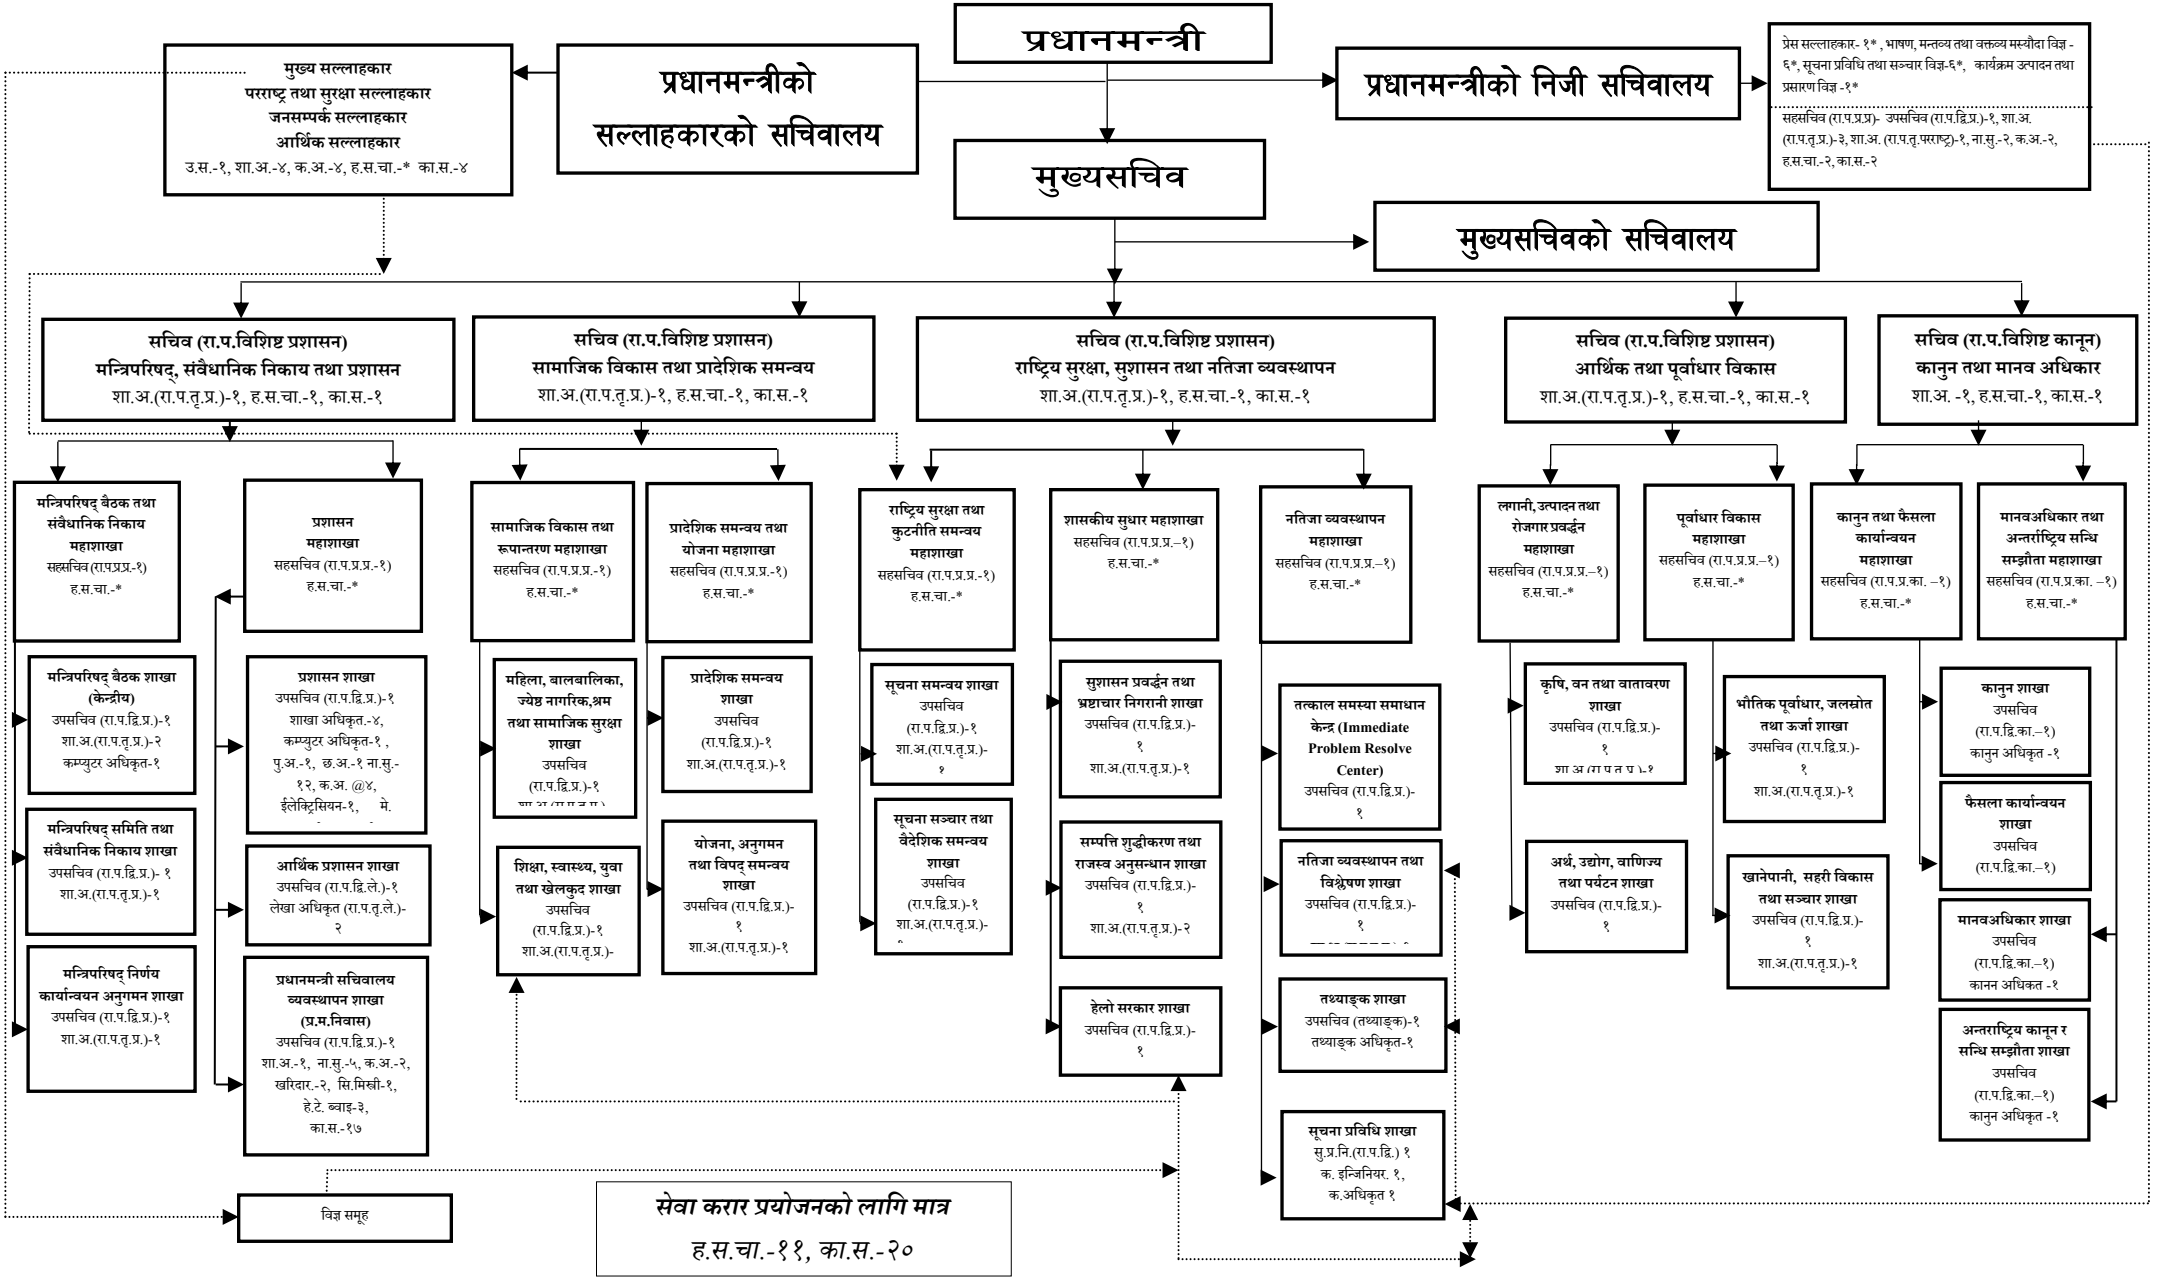 प्रधानमन्त्री
मुख्य सल्लाहकार
परराष्ट्र तथा सुरक्षा सल्लाहकार
जनसम्पर्क सल्लाहकार
आर्थिक सल्लाहकार
उ.स.-१, शा.अ.-४, क.अ.-४, ह.स.चा.-* का.स.-४
प्रधानमन्त्रीको
सल्लाहकारको सचिवालय
प्रधानमन्त्रीको निजी सचिवालय
प्रेस सल्लाहकार- १* , भाषण, मन्तव्य तथा वक्तव्य मस्यौदा विज्ञ -
६*, सूचना प्रविधि तथा सञ्चार विज्ञ-६*, कार्यक्रम उत्पादन तथा
प्रसारण विज्ञ -१*
सहसचिव (रा.प.प्र.प्र)- उपसचिव (रा.प.द्वि.प्र.)-१, शा.अ.
(रा.प.तृ.प्र.)-३, शा.अ. (रा.प.तृ.परराष्ट्र)-१, ना.सु.-२, क.अ.-२,
ह.स.चा.-२, का.स.-२
मुख्यसचिव
मुख्यसचिवको सचिवालय
सचिव (रा.प.विशिष्ट प्रशासन)
मन्त्रिपरिषद्, संवैधानिक निकाय तथा प्रशासन
शा.अ.(रा.प.तृ.प्र.)-१, ह.स.चा.-१, का.स.-१
सचिव (रा.प.विशिष्ट प्रशासन)
सामाजिक विकास तथा प्रादेशिक समन्वय
शा.अ.(रा.प.तृ.प्र.)-१, ह.स.चा.-१, का.स.-१
सचिव (रा.प.विशिष्ट प्रशासन)
राष्ट्रिय सुरक्षा, सुशासन तथा नतिजा व्यवस्थापन
शा.अ.(रा.प.तृ.प्र.)-१, ह.स.चा.-१, का.स.-१
सचिव (रा.प.विशिष्ट प्रशासन)
आर्थिक तथा पूर्वाधार विकास
शा.अ.(रा.प.तृ.प्र.)-१, ह.स.चा.-१, का.स.-१
सचिव (रा.प.विशिष्ट कानून)
कानुन तथा मानव अधिकार
शा.अ. -१, ह.स.चा.-१, का.स.-१
मन्त्रिपरिषद् बैठक तथा
संवैधानिक निकाय
महाशाखा
सहसचिव (रा.प.प्र.प्र.-१)
ह.स.चा.-*
प्रशासन
महाशाखा
सहसचिव (रा.प.प्र.प्र.-१)
ह.स.चा.-*
सामाजिक विकास तथा
रूपान्तरण महाशाखा
सहसचिव (रा.प.प्र.प्र.-१)
ह.स.चा.-*
प्रादेशिक समन्वय तथा
योजना महाशाखा
सहसचिव (रा.प.प्र.प्र.-१)
ह.स.चा.-*
राष्ट्रिय सुरक्षा तथा
कुटनीति समन्वय
महाशाखा
सहसचिव (रा.प.प्र.प्र.-१)
ह.स.चा.-*
शासकीय सुधार महाशाखा
सहसचिव (रा.प.प्र.प्र.–१)
ह.स.चा.-*
नतिजा व्यवस्थापन
महाशाखा
सहसचिव (रा.प.प्र.प्र.–१)
ह.स.चा.-*
लगानी, उत्पादन तथा
रोजगार प्रवर्द्धन
महाशाखा
सहसचिव (रा.प.प्र.प्र.–१)
ह.स.चा.-*
पूर्वाधार विकास
महाशाखा
सहसचिव (रा.प.प्र.प्र.–१)
ह.स.चा.-*
कानुन तथा फैसला
कार्यान्वयन
महाशाखा
सहसचिव (रा.प.प्र.का. –१)
ह.स.चा.-*
मानवअधिकार तथा
अन्तर्राष्ट्रिय सन्धि
सम्झौता महाशाखा
सहसचिव (रा.प.प्र.का. –१)
ह.स.चा.-*
मन्त्रिपरिषद् बैठक शाखा
(केन्द्रीय)
उपसचिव (रा.प.द्वि.प्र.)-१
शा.अ.(रा.प.तृ.प्र.)-२
कम्प्युटर अधिकृत-१
मन्त्रिपरिषद् समिति तथा
संवैधानिक निकाय शाखा
उपसचिव (रा.प.द्वि.प्र.)- १
शा.अ.(रा.प.तृ.प्र.)-१
मन्त्रिपरिषद् निर्णय
कार्यान्वयन अनुगमन शाखा
उपसचिव (रा.प.द्वि.प्र.)-१
शा.अ.(रा.प.तृ.प्र.)-१
प्रशासन शाखा
उपसचिव (रा.प.द्वि.प्र.)-१
शाखा अधिकृत.-४,
कम्प्युटर अधिकृत-१ ,
पु.अ.-१, छ.अ.-१ ना.सु.-
१२, क.अ. @४,
ईलेक्ट्रिसियन-१, मे.
आर्थिक प्रशासन शाखा
उपसचिव (रा.प.द्वि.ले.)-१
लेखा अधिकृत (रा.प.तृ.ले.)-
२
प्रधानमन्त्री सचिवालय
व्यवस्थापन शाखा
(प्र.म.निवास)
उपसचिव (रा.प.द्वि.प्र.)-१
शा.अ.-१, ना.सु.-५, क.अ.-२,
खरिदार.-२, सि.मिस्त्री-१,
हे.टे. ब्वाइ-३,
का.स.-१७
महिला, बालबालिका,
ज्येष्ठ नागरिक,श्रम
तथा सामाजिक सुरक्षा
शाखा
उपसचिव
(रा.प.द्वि.प्र.)-१
शिक्षा, स्वास्थ्य, युवा
तथा खेलकुद शाखा
उपसचिव
(रा.प.द्वि.प्र.)-१
शा.अ.(रा.प.तृ.प्र.)-
प्रादेशिक समन्वय
शाखा
उपसचिव
(रा.प.द्वि.प्र.)-१
शा.अ.(रा.प.तृ.प्र.)-१
योजना, अनुगमन
तथा विपद् समन्वय
शाखा
उपसचिव (रा.प.द्वि.प्र.)-
१
शा.अ.(रा.प.तृ.प्र.)-१
सूचना समन्वय शाखा
उपसचिव
(रा.प.द्वि.प्र.)-१
शा.अ.(रा.प.तृ.प्र.)-
१
सूचना सञ्चार तथा
वैदेशिक समन्वय
शाखा
उपसचिव
(रा.प.द्वि.प्र.)-१
शा.अ.(रा.प.तृ.प्र.)-
सुशासन प्रवर्द्धन तथा
भ्रष्टाचार निगरानी शाखा
उपसचिव (रा.प.द्वि.प्र.)-
१
शा.अ.(रा.प.तृ.प्र.)-१
सम्पत्ति शुद्धीकरण तथा
राजस्व अनुसन्धान शाखा
उपसचिव (रा.प.द्वि.प्र.)-
१
शा.अ.(रा.प.तृ.प्र.)-२
हेलो सरकार शाखा
उपसचिव (रा.प.द्वि.प्र.)-
१
तत्काल समस्या समाधान
केन्द्र (Immediate
Problem Resolve
Center)
उपसचिव (रा.प.द्वि.प्र.)-
१
नतिजा व्यवस्थापन तथा
विश्लेषण शाखा
उपसचिव (रा.प.द्वि.प्र.)-
१
तथ्याङ्क शाखा
उपसचिव (तथ्याङ्क)-१
तथ्याङ्क अधिकृत-१
सूचना प्रविधि शाखा
सु.प्र.नि.(रा.प.द्वि.) १
क. इन्जिनियर. १,
क.अधिकृत १
कृषि, वन तथा वातावरण
शाखा
उपसचिव (रा.प.द्वि.प्र.)-
१
शा.अ.(रा.प.तृ.प्र.)-१
अर्थ, उद्योग, वाणिज्य
तथा पर्यटन शाखा
उपसचिव (रा.प.द्वि.प्र.)-
१
भौतिक पूर्वाधार, जलस्रोत
तथा ऊर्जा शाखा
उपसचिव (रा.प.द्वि.प्र.)-
१
शा.अ.(रा.प.तृ.प्र.)-१
खानेपानी, सहरी विकास
तथा सञ्चार शाखा
उपसचिव (रा.प.द्वि.प्र.)-
१
शा.अ.(रा.प.तृ.प्र.)-१
कानुन शाखा
उपसचिव
(रा.प.द्वि.का.–१)
कानुन अधिकृत -१
फैसला कार्यान्वयन
शाखा
उपसचिव
(रा.प.द्वि.का.–१)
मानवअधिकार शाखा
उपसचिव
(रा.प.द्वि.का.–१)
कानन अधिकत -१
अन्तराष्ट्रिय कानून र
सन्धि सम्झौता शाखा
उपसचिव
(रा.प.द्वि.का.–१)
कानुन अधिकृत -१
विज्ञ समूह
सेवा करार प्रयोजनको लागि मात्र
ह.स.चा.-११, का.स.-२०